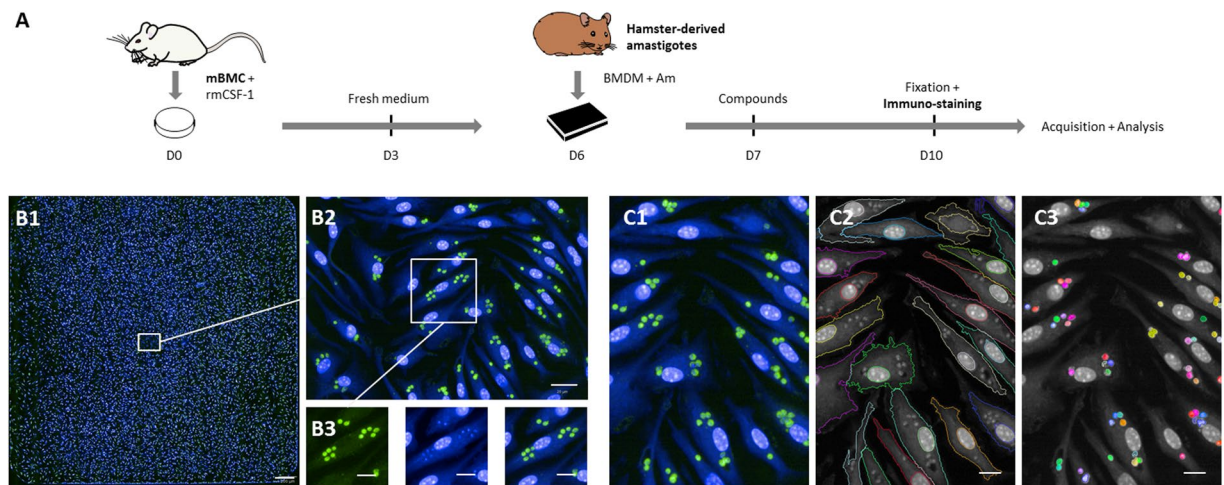 A
mBMC +
rmCSF-1
Fresh medium
Hamster-derived
amastigotes
BMDM + Am
Compounds
Fixation +
Immuno-staining
Acquisition + Analysis
D0
D3
D6
D7
D10
B1
B2
B3
C1
C2
C3